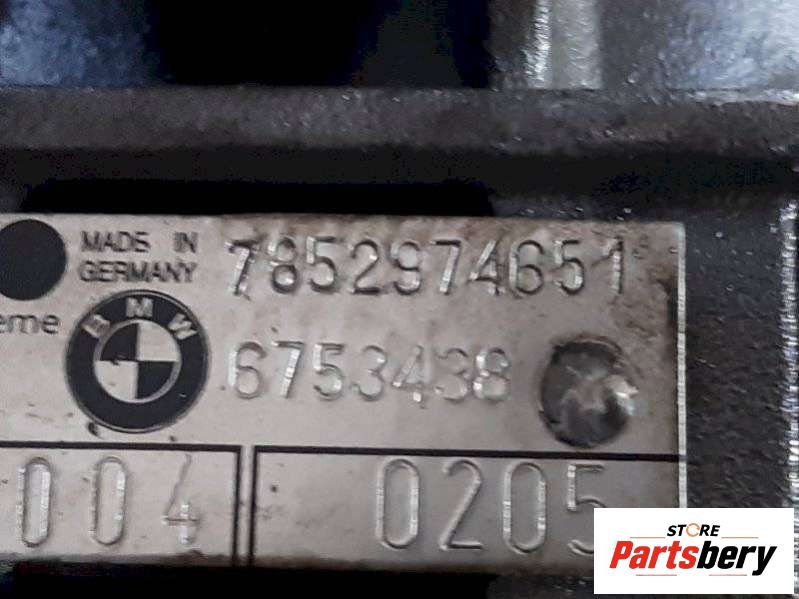 MADE IN
GERMANY
7852974651
eme
BMW
6753438
004
0205
STORE
Partsbery